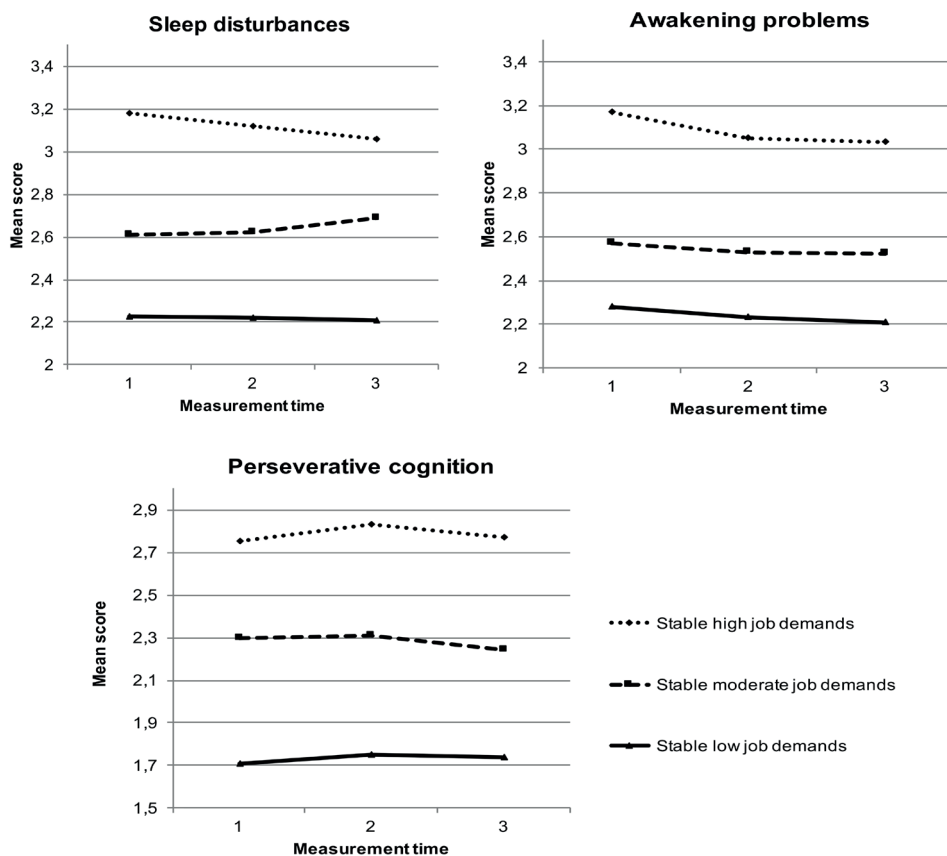 Sleep disturbances
3,4
3,2
3
2,8
2,6
2,4
2,2
2
Mean score
1 2 3
Measurement time
Awakening problems
3,4
3,2
3
2,8
2,6
2,4
2,2
2
Mean score
1 2 3
Measurement time
Perseverative cognition
2,9
2,7
2,5
2,3
2,1
1,9
1,7
1,5
Mean score
1 2 3
Measurement time
Stable high job demands
Stable moderate job demands
Stable low job demands